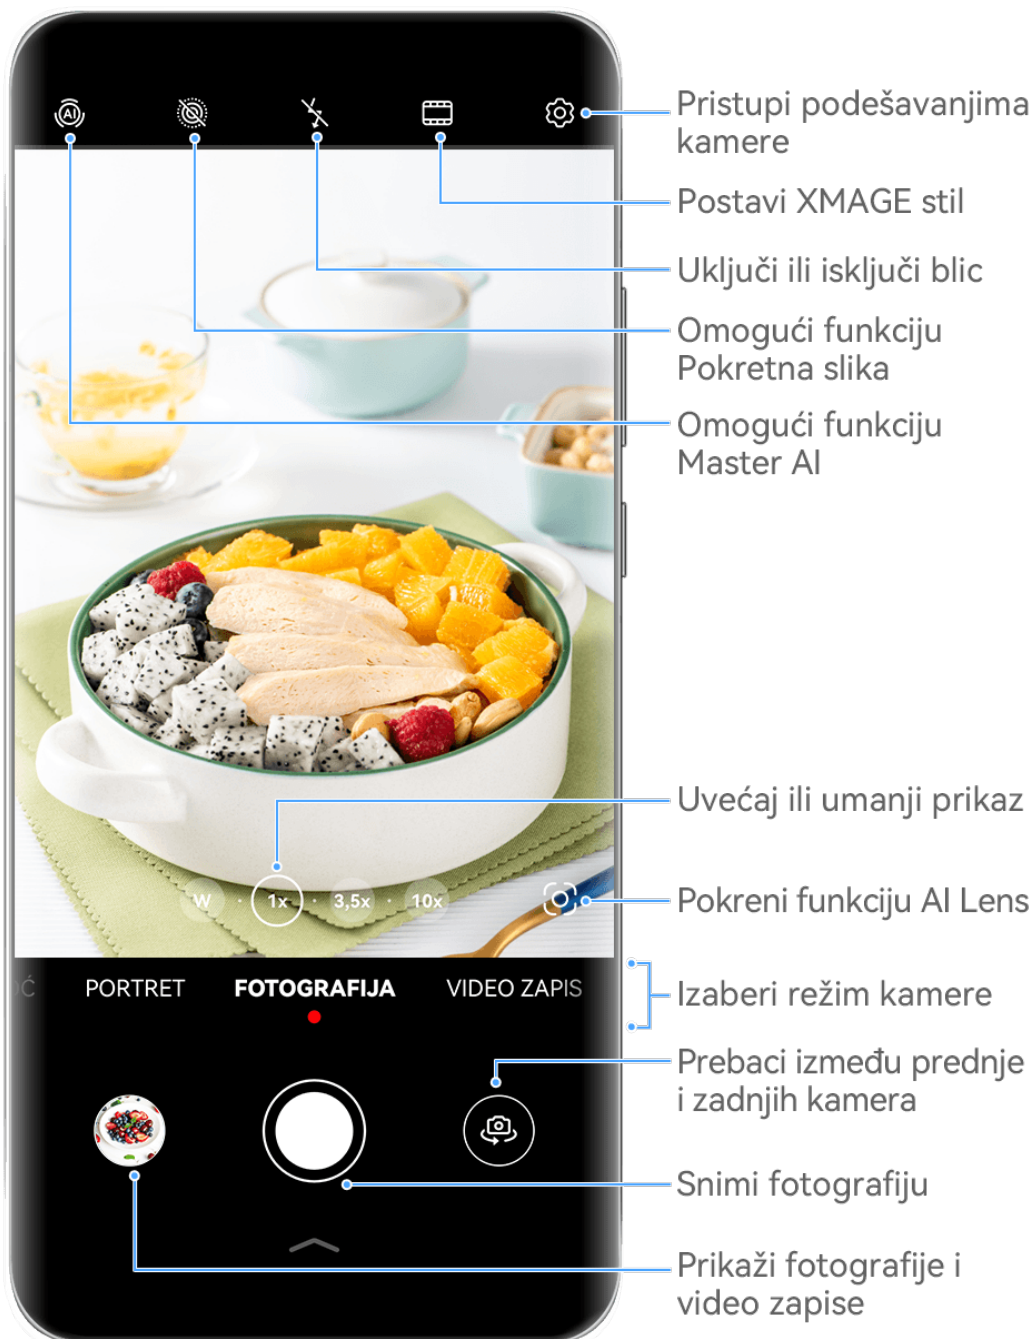 AI
Pristupi podešavanjima
kamere
Postavi XMAGE stil
Uključi ili isključi blic
Omogući funkciju
Pokretna slika
Omogući funkciju
Master AI
Uvećaj ili umanji prikaz
W
1x
3,5x
10x
Pokreni funkciju AI Lens
OĆ
PORTRET
FOTOGRAFIJA
VIDEO ZAPIS
Izaberi režim kamere
Prebaci između prednje
i zadnjih kamera
Snimi fotografiju
Prikaži fotografije i
video zapise